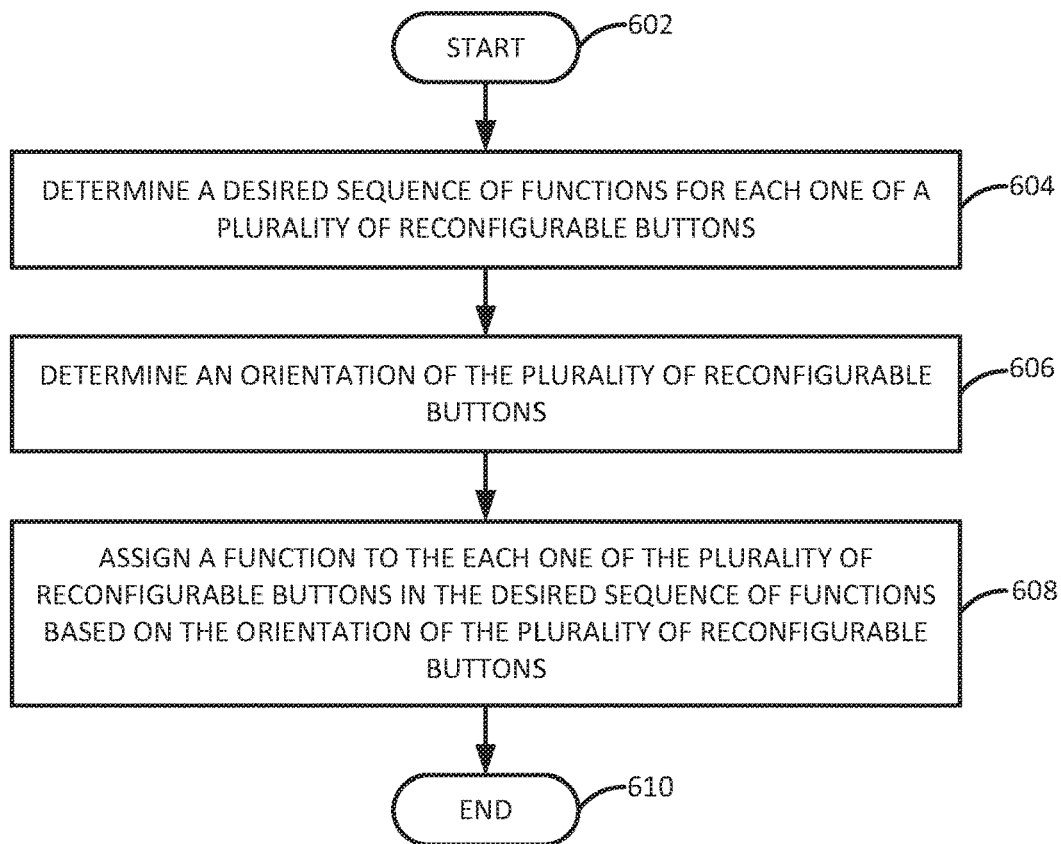 START
602
DETERMINE A DESIRED SEQUENCE OF FUNCTIONS FOR EACH ONE OF A
PLURALITY OF RECONFIGURABLE BUTTONS
604
DETERMINE AN ORIENTATION OF THE PLURALITY OF RECONFIGURABLE
BUTTONS
606
ASSIGN A FUNCTION TO THE EACH ONE OF THE PLURALITY OF
RECONFIGURABLE BUTTONS IN THE DESIRED SEQUENCE OF FUNCTIONS
BASED ON THE ORIENTATION OF THE PLURALITY OF RECONFIGURABLE
BUTTONS
608
END
610